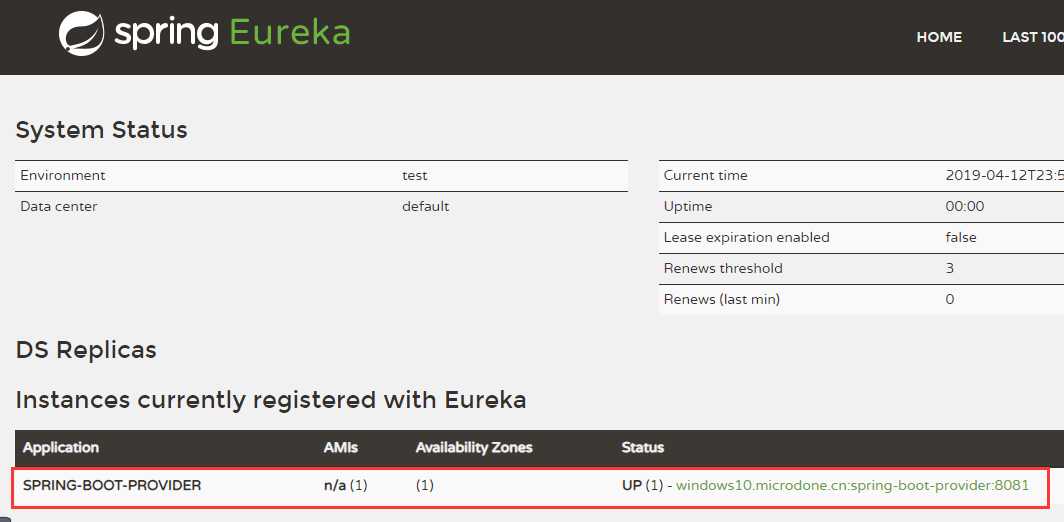 spring Eureka
HOME LAST 100
System Status
Environment test
Data center default
Current time 2019-04-12T23:5
Uptime 00:00
Lease expiration enabled false
Renews threshold 3
Renews (last min) 0
DS Replicas
Instances currently registered with Eureka
Application AMIs Availability Zones Status
SPRING-BOOT-PROVIDER n/a (1) (1) UP (1) - windows10.microdone.cn:spring-boot-provider:8081